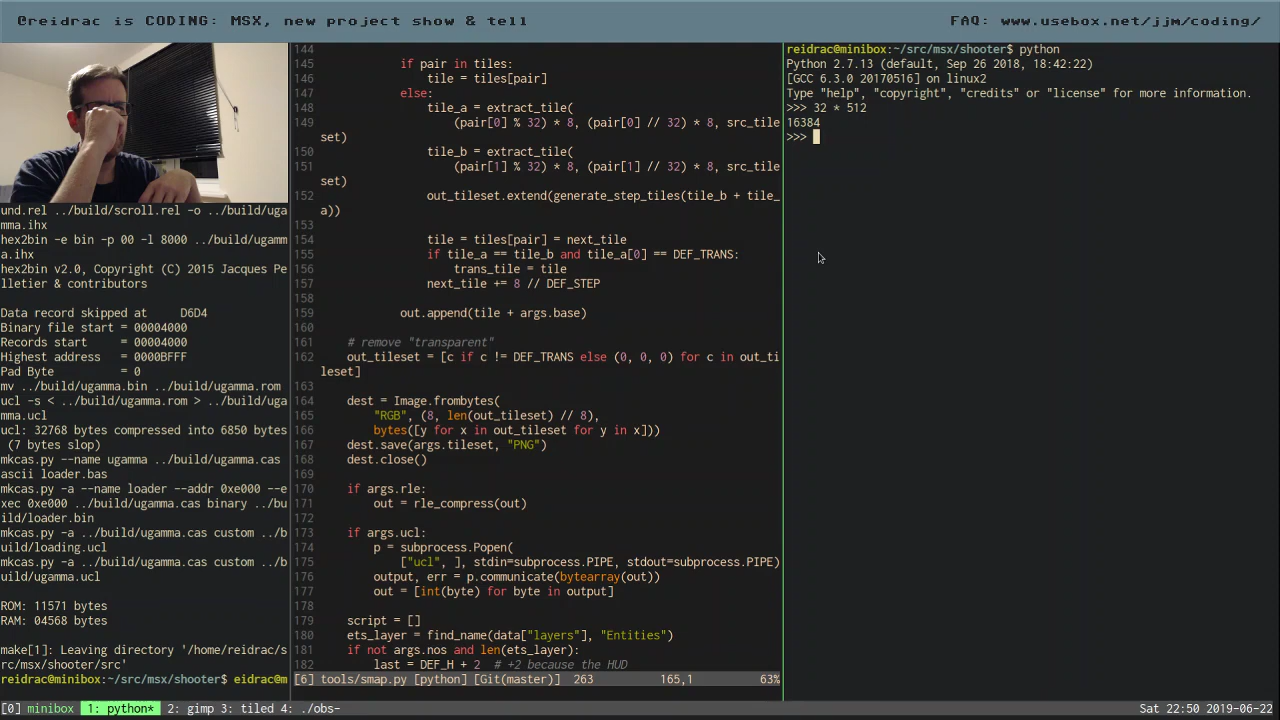 @reidrac is CODING: MSX, new project show & tell
FAQ: www.usebox.net/jjm/coding/
und.rel ../build/scroll.rel -o ../build/uga
mma.ihx
hex2bin -e bin -p 00 -l 8000 ../build/ugamm
a.ihx
hex2bin v2.0, Copyright (C) 2015 Jacques Pe
lletier & contributors
Data record skipped at     D6D4
Binary file start = 00004000
Records start     = 00004000
Highest address   = 0000BFFF
Pad Byte          = 0
mv ../build/ugamma.bin ../build/ugamma.rom
ucl -s < ../build/ugamma.rom > ../build/uga
mma.ucl
ucl: 32768 bytes compressed into 6850 bytes
(7 bytes slop)
mkcas.py --name ugamma ../build/ugamma.cas
ascii loader.bas
mkcas.py -a --name loader --addr 0xe000 --e
xec 0xe000 ../build/ugamma.cas binary ../bu
ild/loader.bin
mkcas.py -a ../build/ugamma.cas custom ../b
uild/loading.ucl
mkcas.py -a ../build/ugamma.cas custom ../b
uild/ugamma.ucl
ROM: 11571 bytes
RAM: 04568 bytes
make[1]: Leaving directory '/home/reidrac/s
rc/msx/shooter/src'
reidrac@minibox:~/src/msx/shooter$ eidrac@m
144
145         if pair in tiles:
146             tile = tiles[pair]
147         else:
148             tile_a = extract_tile(
149                 (pair[0] % 32) * 8, (pair[0] // 32) * 8, src_tile
set)
150             tile_b = extract_tile(
151                 (pair[1] % 32) * 8, (pair[1] // 32) * 8, src_tile
set)
152             out_tileset.extend(generate_step_tiles(tile_b + tile_
a))
153
154             tile = tiles[pair] = next_tile
155             if tile_a == tile_b and tile_a[0] == DEF_TRANS:
156                 trans_tile = tile
157             next_tile += 8 // DEF_STEP
158
159         out.append(tile + args.base)
160
161     # remove "transparent"
162     out_tileset = [c if c != DEF_TRANS else (0, 0, 0) for c in out_ti
leset]
163
164     dest = Image.frombytes(
165         "RGB", (8, len(out_tileset) // 8),
166         bytes([y for x in out_tileset for y in x]))
167     dest.save(args.tileset, "PNG")
168     dest.close()
169
170     if args.rle:
171         out = rle_compress(out)
172
173     if args.ucl:
174         p = subprocess.Popen(
175             ["ucl", ], stdin=subprocess.PIPE, stdout=subprocess.PIPE)
176         output, err = p.communicate(bytearray(out))
177         out = [int(byte) for byte in output]
178
179     script = []
180     ets_layer = find_name(data["layers"], "Entities")
181     if not args.nos and len(ets_layer):
182         last = DEF_H + 2  # +2 because the HUD
[6] tools/smap.py [python] [Git(master)]  263          165,1          63%
reidrac@minibox:~/src/msx/shooter$ python
Python 2.7.13 (default, Sep 26 2018, 18:42:22)
[GCC 6.3.0 20170516] on linux2
Type "help", "copyright", "credits" or "license" for more information.
>>> 32 * 512
16384
>>>
[0] minibox  1: python* 2: gimp 3: tiled 4: ./obs-
Sat 22:50 2019-06-22